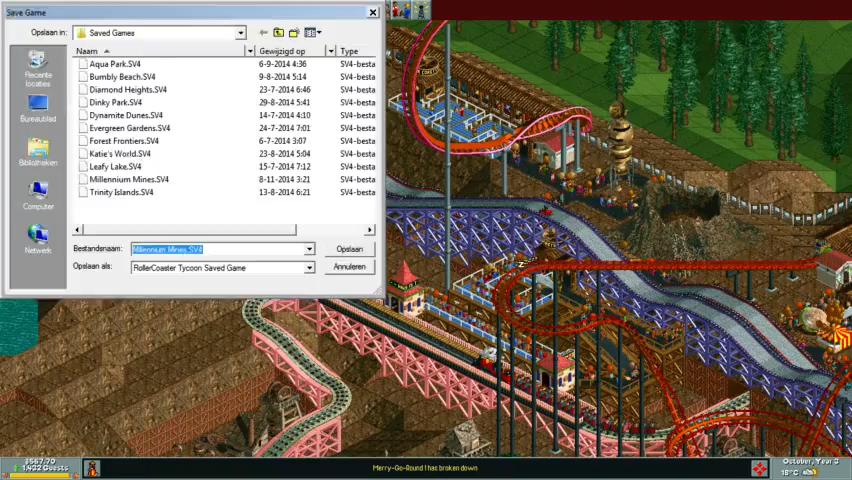 Save Game
Opslaan in: Saved Games
Naam Gewijzigd op Type
Aqua Park.SV4 6-9-2014 4:36 SV4-besta
Bumbly Beach.SV4 9-8-2014 5:14 SV4-besta
Diamond Heights.SV4 23-7-2014 6:46 SV4-besta
Dinky Park.SV4 29-8-2014 5:41 SV4-besta
Dynamite Dunes.SV4 14-7-2014 4:10 SV4-besta
Evergreen Gardens.SV4 24-7-2014 7:01 SV4-besta
Forest Frontiers.SV4 6-7-2014 3:07 SV4-besta
Katie's World.SV4 23-8-2014 5:04 SV4-besta
Leafy Lake.SV4 15-7-2014 7:12 SV4-besta
Millennium Mines.SV4 8-11-2014 3:21 SV4-besta
Trinity Islands.SV4 13-8-2014 6:21 SV4-besta
Recente locaties
Bureaublad
Bibliotheken
Computer
Netwerk
Bestandsnaam: Millennium Mines.SV4 Opslaan
Opslaan als: RollerCoaster Tycoon Saved Game Annuleren
$567.70
1,432 Guests
Merry-Go-Round 1 has broken down
October, Year 3
18°C